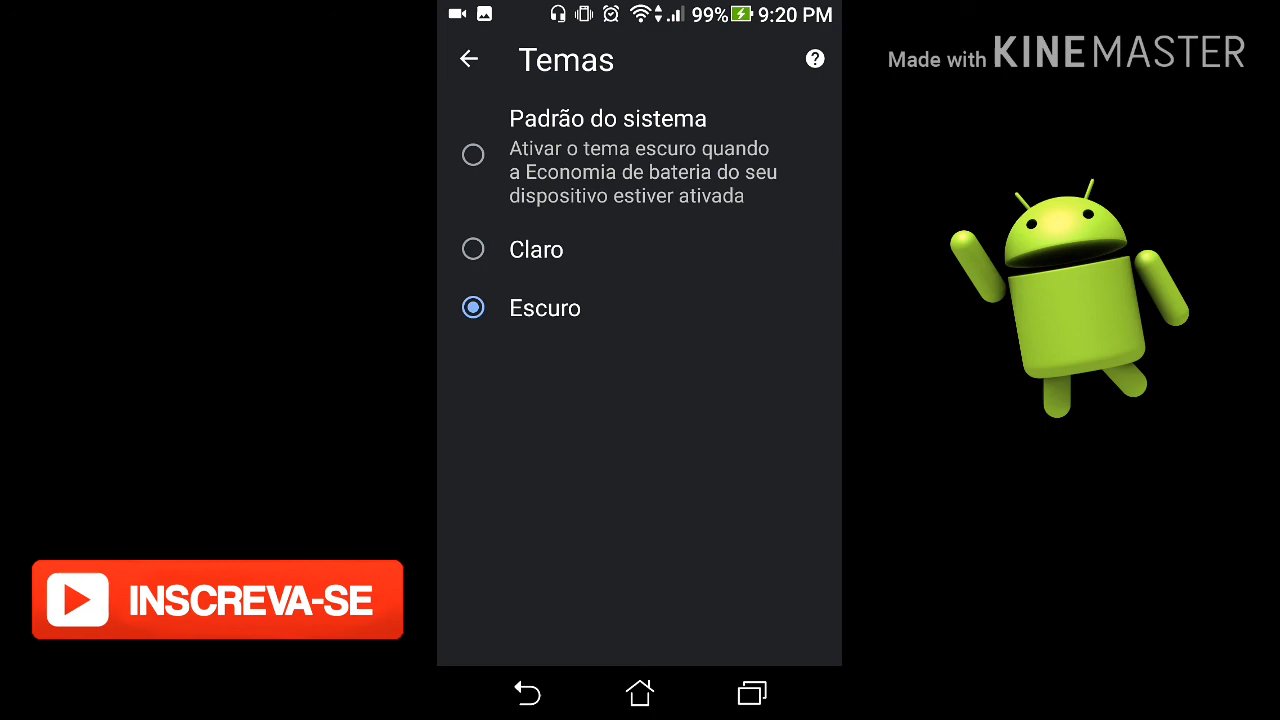 99% 9:20 PM
Made with KINEMASTER
Temas
Padrão do sistema
Ativar o tema escuro quando
a Economia de bateria do seu
dispositivo estiver ativada
Claro
Escuro
INSCREVA-SE